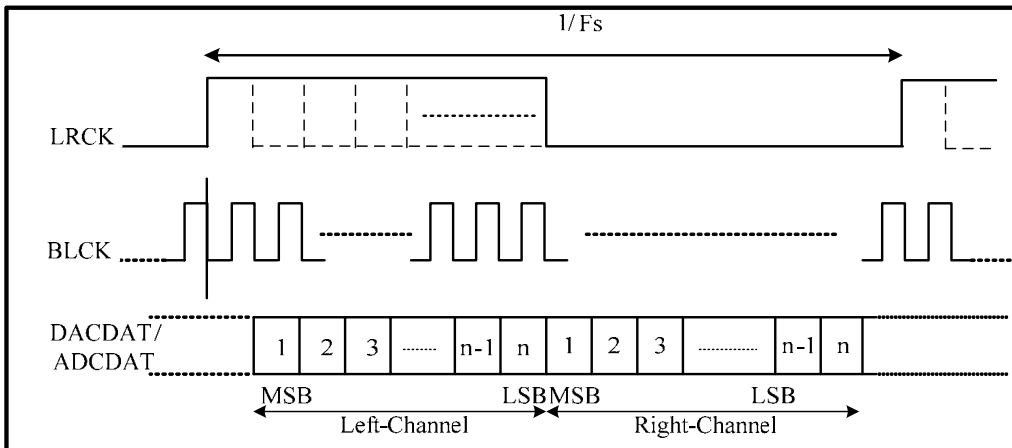 1/Fs
LRCK
BLCK
DACDAT/
ADCDAT
1 2 3 n-1 n 1 2 3 n-1 n
MSB LSB MSB LSB
Left-Channel Right-Channel